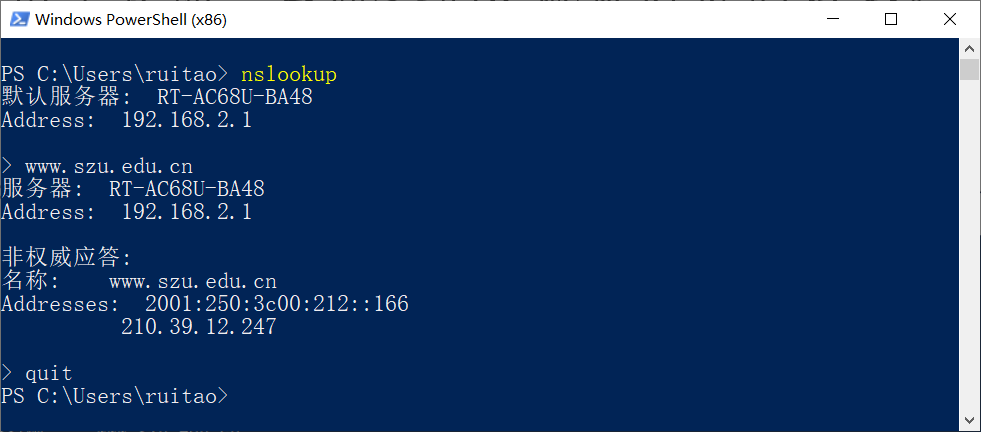 Windows PowerShell (x86)
PS C:\Users\ruitao> nslookup
默认服务器:  RT-AC68U-BA48
Address:  192.168.2.1
> www.szu.edu.cn
服务器:  RT-AC68U-BA48
Address:  192.168.2.1
非权威应答:
名称:    www.szu.edu.cn
Addresses:  2001:250:3c00:212::166
210.39.12.247
> quit
PS C:\Users\ruitao>